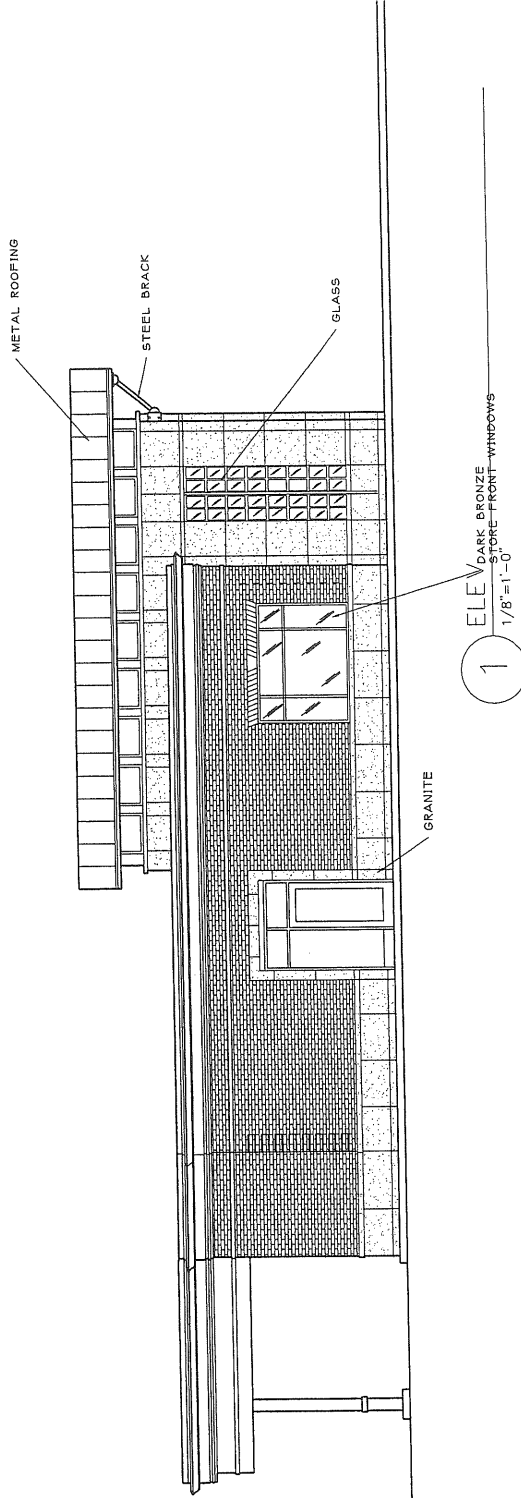 METAL ROOFING
STEEL BRACK
GLASS
GRANITE
1
ELEV
DARK BRONZE
STORE FRONT WINDOWS
1/8"=1'-0"